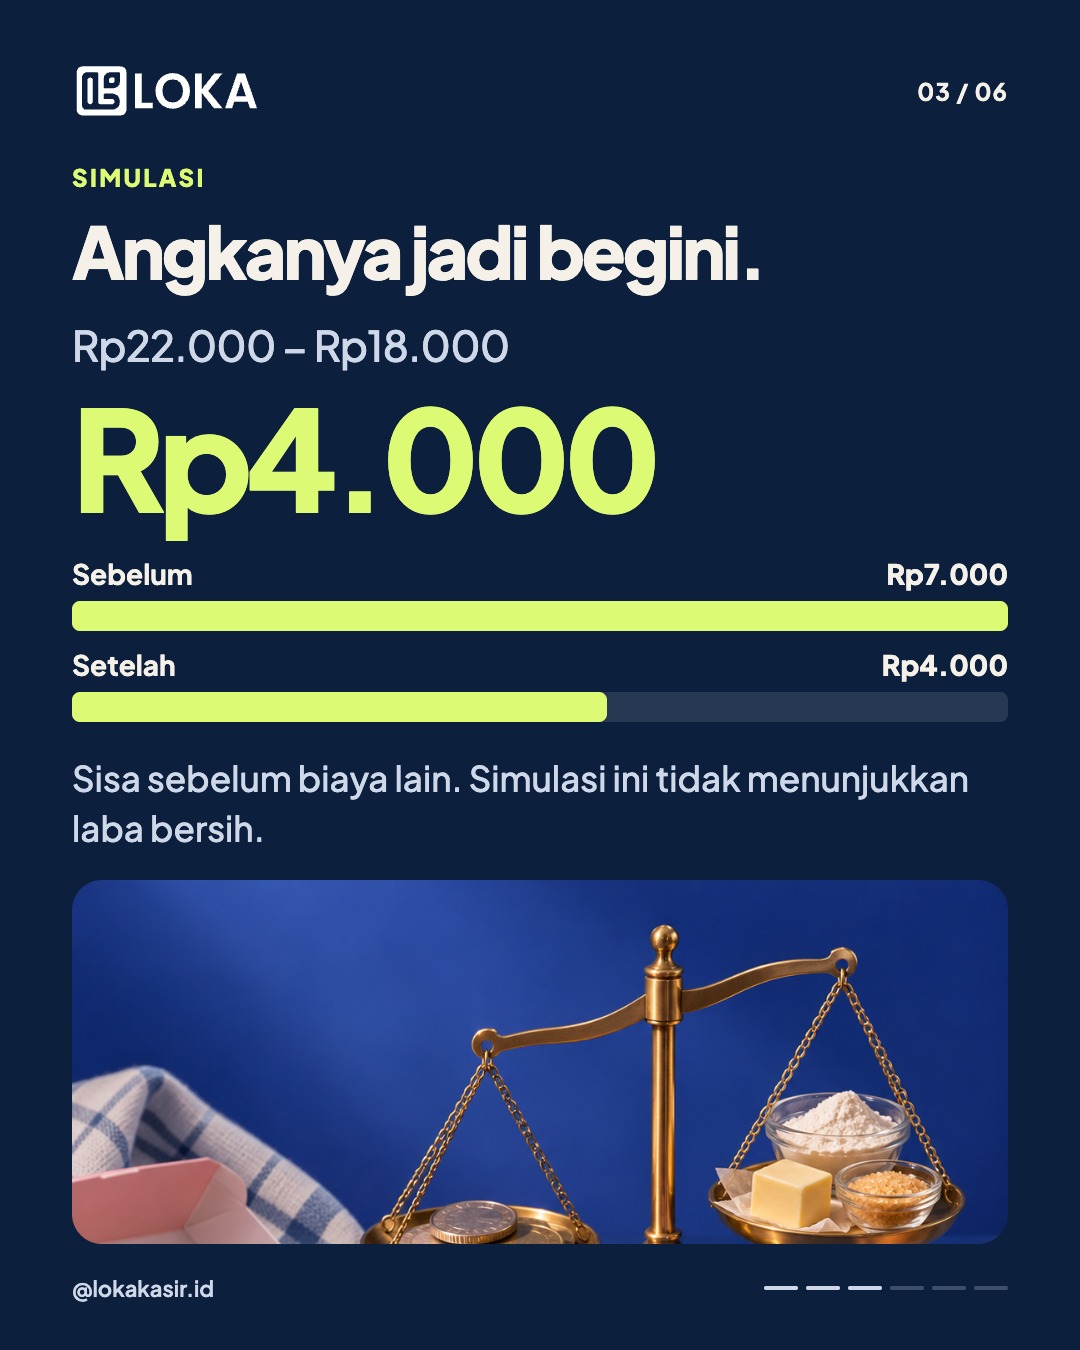 LOKA
03 / 06
SIMULASI
Angkanya jadi begini.
Rp22.000 – Rp18.000
Rp4.000
Sebelum Rp7.000
Setelah Rp4.000
Sisa sebelum biaya lain. Simulasi ini tidak menunjukkan
laba bersih.
@lokakasir.id